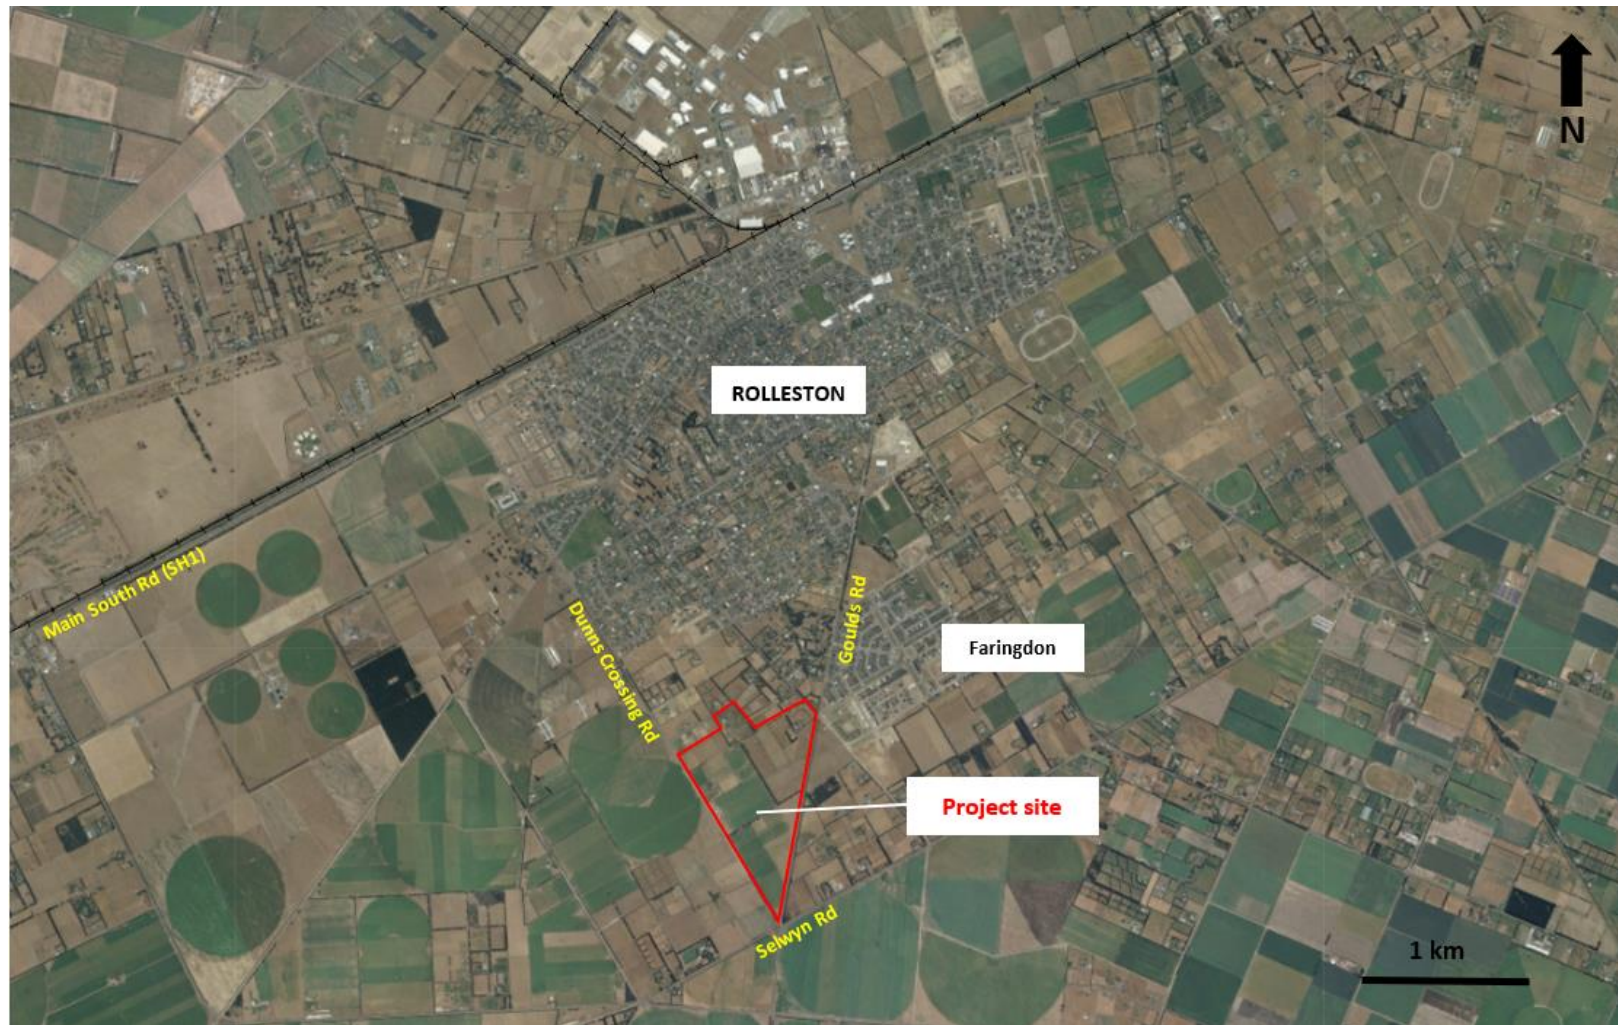 N
ROLLESTON
Main South Rd (SH1)
Dunns Crossing Rd
Goulds Rd
Faringdon
Project site
Selwyn Rd
1 km